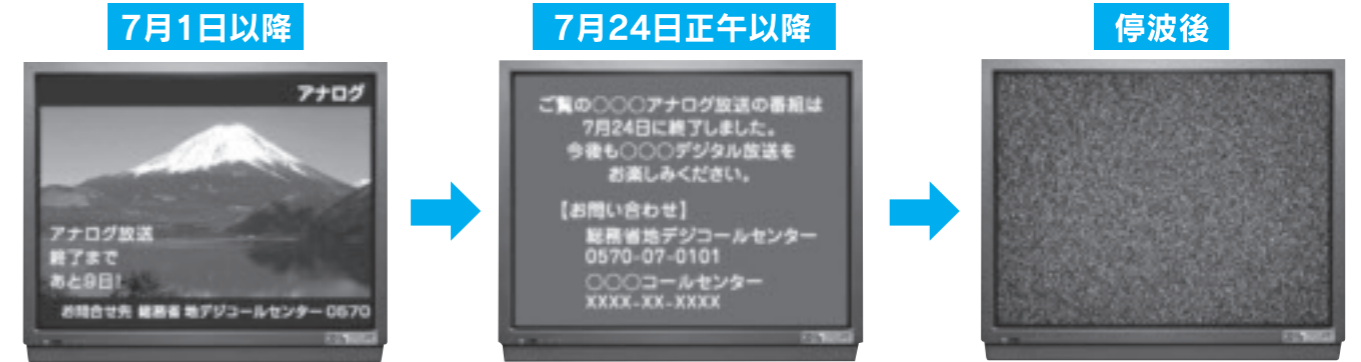 7月1日以降
アナログ
アナログ放送
終了まで
あと9日!
お問合せ先 総務省 地デジコールセンター 0570
7月24日正午以降
ご覧の○○○アナログ放送の番組は
7月24日に終了しました。
今後も○○○デジタル放送を
お楽しみください。
【お問い合わせ】
総務省地デジコールセンター
0570-07-0101
○○○コールセンター
XXXX-XX-XXXX
停波後